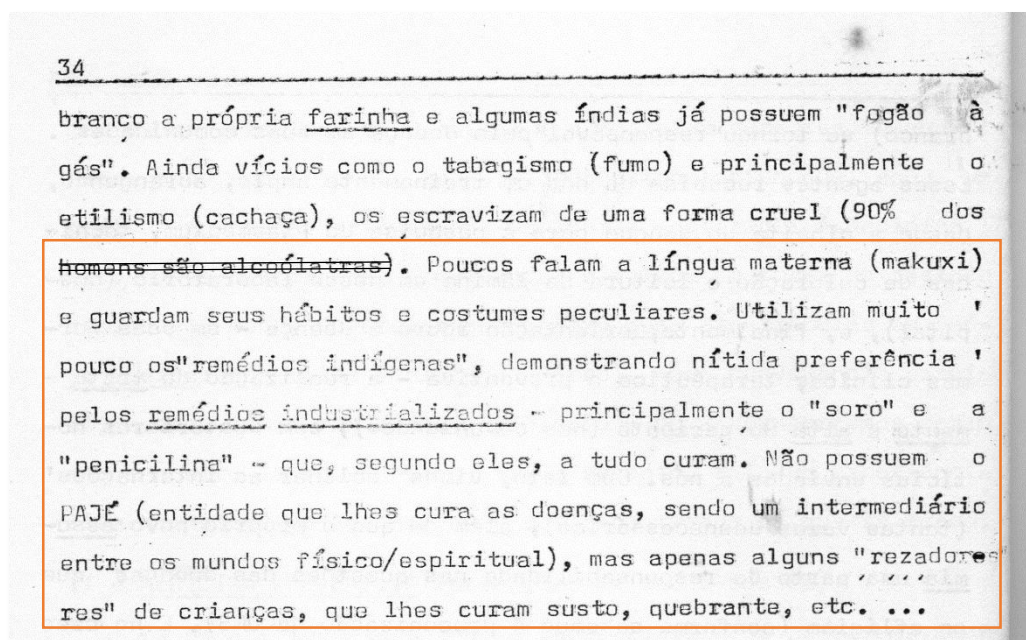 34
branco a própria farinha e algumas índias já possuem "fogão à
gás". Ainda vícios como o tabagismo (fumo) e principalmente o
etilismo (cachaça), os escravizam de uma forma cruel (90% dos
homens são alcoólatras). Poucos falam a língua materna (makuxi)
e guardam seus hábitos e costumes peculiares. Utilizam muito '
pouco os"remédios indígenas", demonstrando nítida preferência '
pelos remédios industrializados - principalmente o "soro" e a
"penicilina" - que, segundo eles, a tudo curam. Não possuem o
PAJÉ (entidade que lhes cura as doenças, sendo um intermediário
entre os mundos físico/espiritual), mas apenas alguns "rezadores"
res" de crianças, que lhes curam susto, quebrante, etc. ...